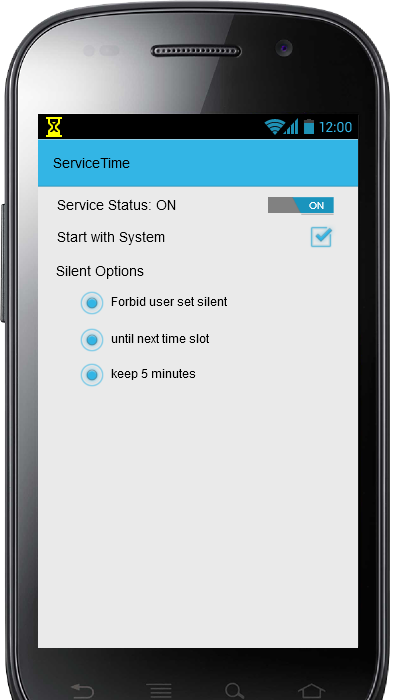 12:00
ServiceTime
Service Status: ON
ON
Start with System
Silent Options
Forbid user set silent
until next time slot
keep 5 minutes